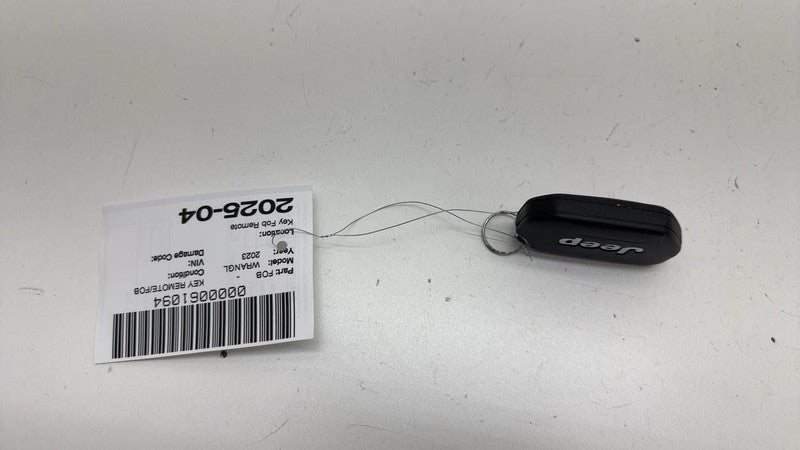 0000061094
Part: FOB - KEY REMOTE/FOB
Model: WRANGL Condition:
Year: 2023 VIN:
Damage Code:
Location:
Key Fob Remote
2025-04
Jeep